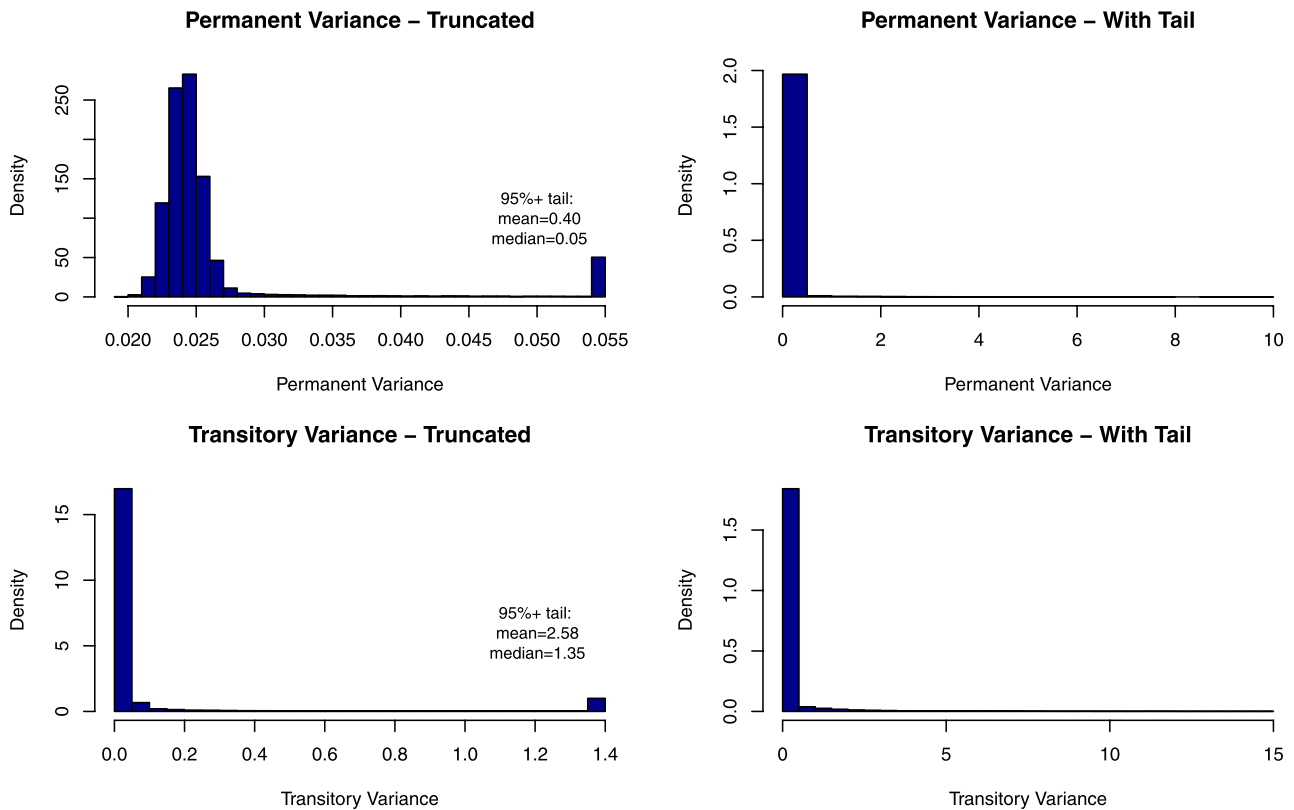 Permanent Variance – Truncated
Density
0 50 150 250
95%+ tail:
mean=0.40
median=0.05
0.020 0.025 0.030 0.035 0.040 0.045 0.050 0.055
Permanent Variance
Permanent Variance – With Tail
Density
0.0 0.5 1.0 1.5 2.0
0 2 4 6 8 10
Permanent Variance
Transitory Variance – Truncated
Density
0 5 10 15
95%+ tail:
mean=2.58
median=1.35
0.0 0.2 0.4 0.6 0.8 1.0 1.2 1.4
Transitory Variance
Transitory Variance – With Tail
Density
0.0 0.5 1.0 1.5
0 5 10 15
Transitory Variance